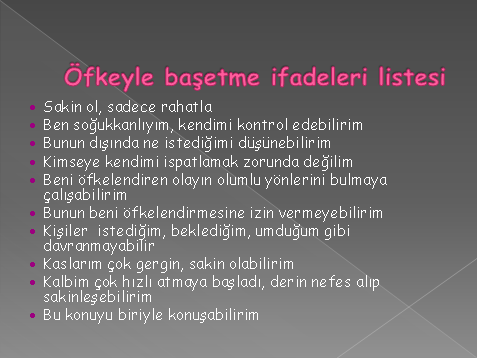 Öfkeyle başetme ifadeleri listesi
Sakin ol, sadece rahatla
Ben soğukkanlıyım, kendimi kontrol edebilirim
Bunun dışında ne istediğimi düşünebilirim
Kimseye kendimi ispatlamak zorunda değilim
Beni öfkelendiren olayın olumlu yönlerini bulmaya
çalışabilirim
Bunun beni öfkelendirmesine izin vermeyebilirim
Kişiler istediğim, beklediğim, umduğum gibi
davranmayabilir
Kaslarım çok gergin, sakin olabilirim
Kalbim çok hızlı atmaya başladı, derin nefes alıp
sakinleşebilirim
Bu konuyu biriyle konuşabilirim